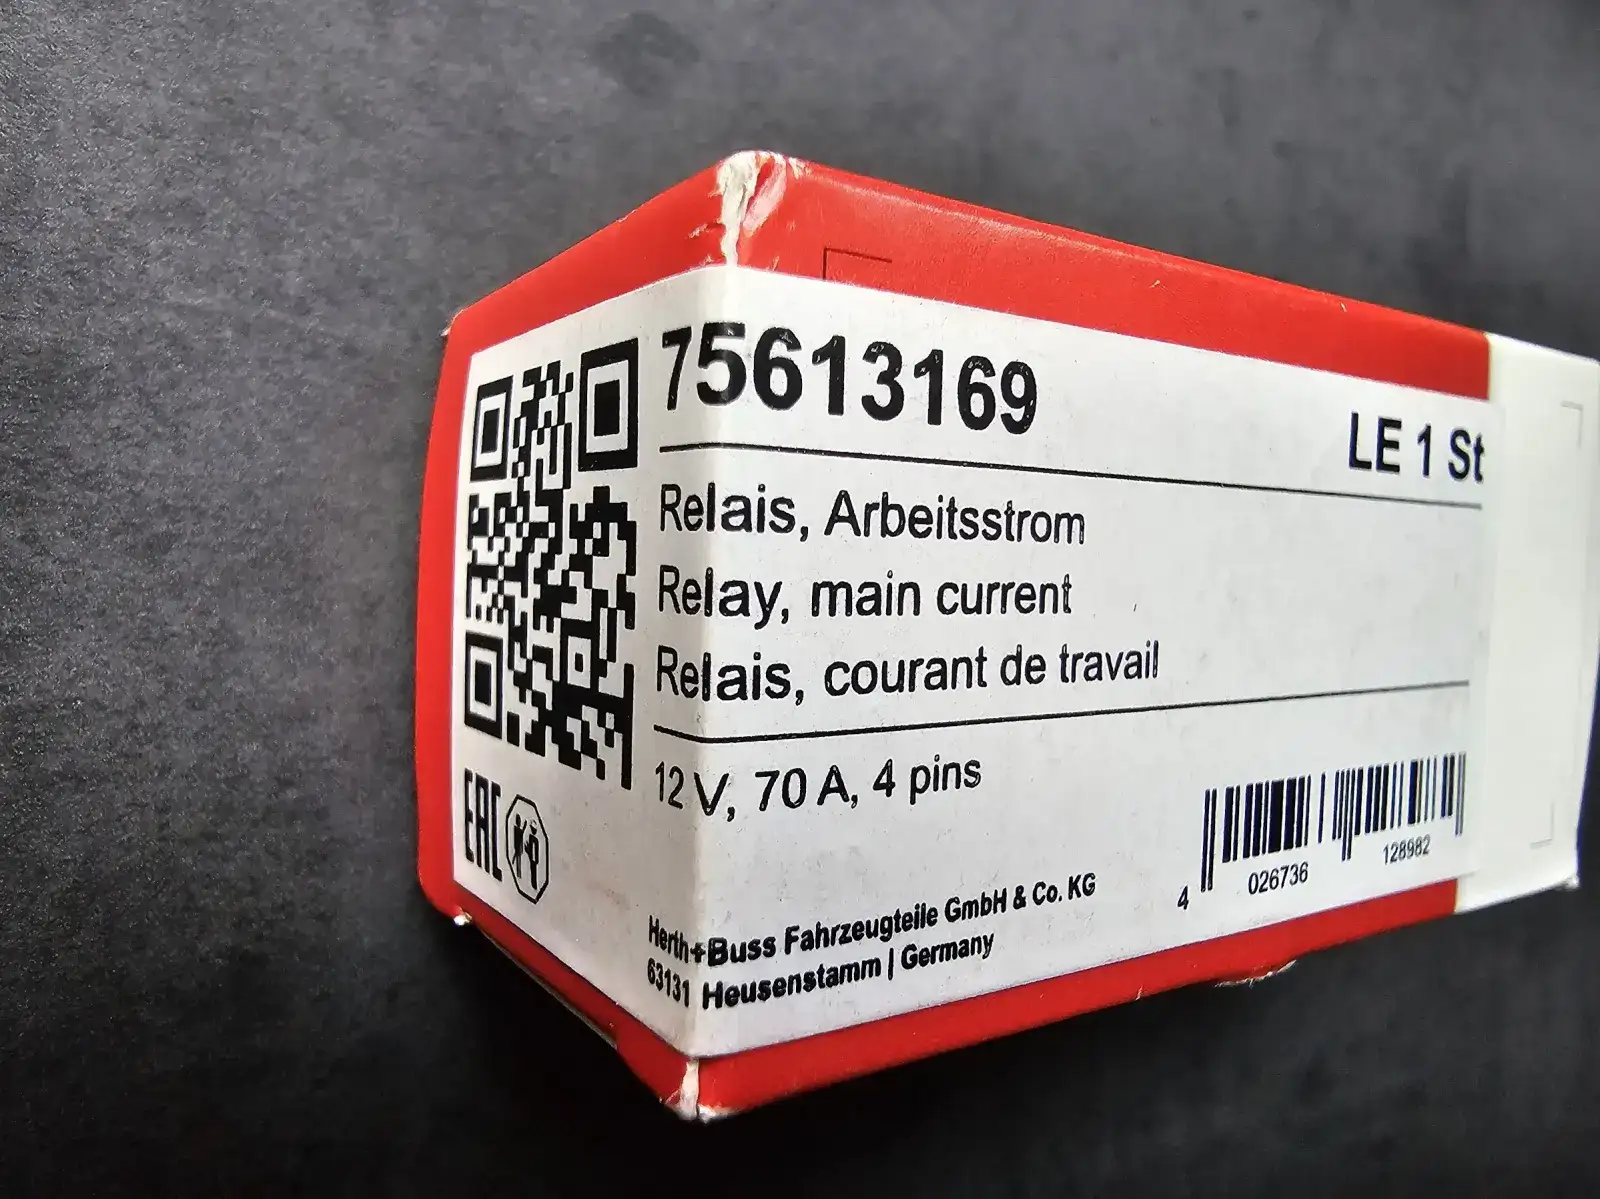 75613169
LE 1 St
Relais, Arbeitsstrom
Relay, main current
Relais, courant de travail
12 V, 70 A, 4 pins
EAC
Herth+Buss Fahrzeugteile GmbH & Co. KG
63131 Heusenstamm | Germany
4 026736 128982